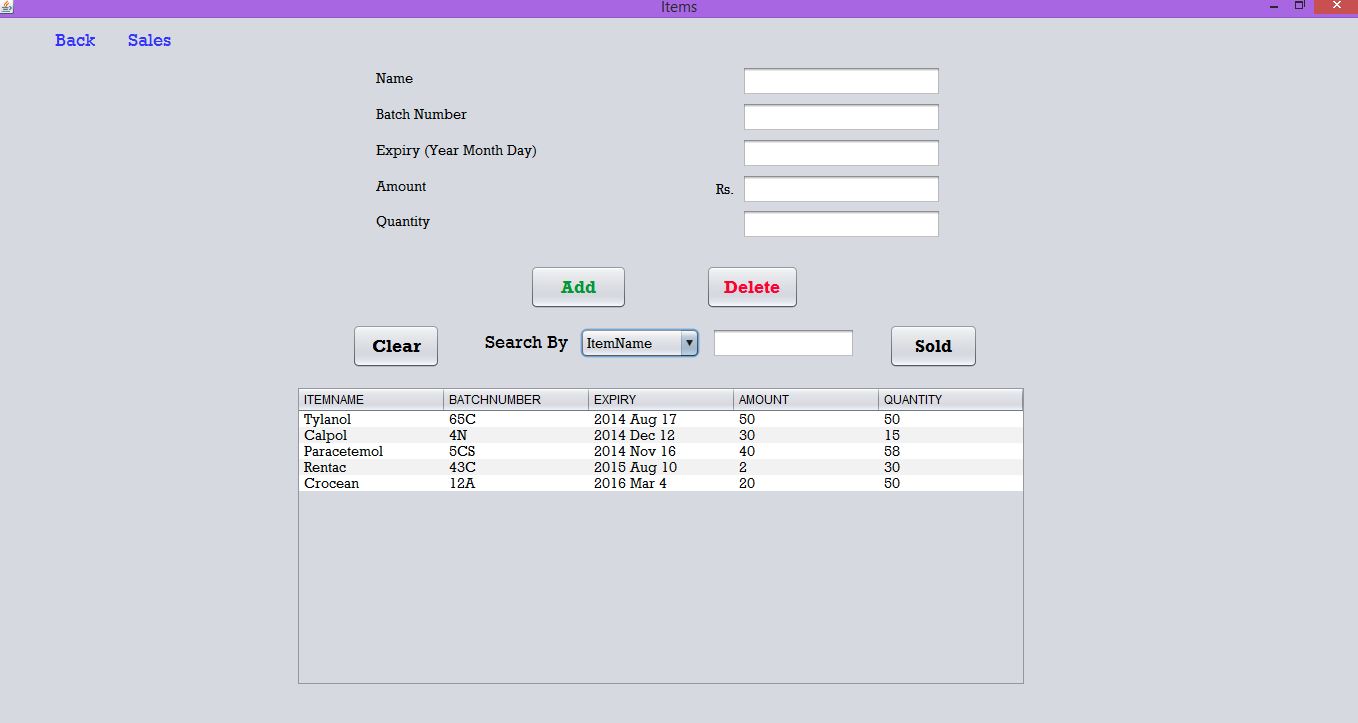 Items
Back Sales
Name
Batch Number
Expiry (Year Month Day)
Amount Rs.
Quantity
Add Delete
Clear Search By ItemName Sold
ITEMNAME BATCHNUMBER EXPIRY AMOUNT QUANTITY
Tylanol 65C 2014 Aug 17 50 50
Calpol 4N 2014 Dec 12 30 15
Paracetemol 5CS 2014 Nov 16 40 58
Rentac 43C 2015 Aug 10 2 30
Crocean 12A 2016 Mar 4 20 50